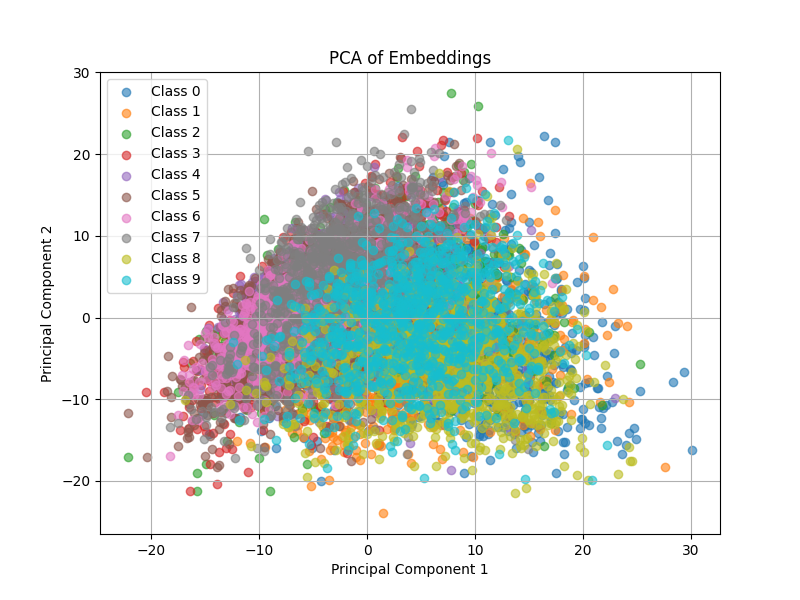 PCA of Embeddings
Class 0
Class 1
Class 2
Class 3
Class 4
Class 5
Class 6
Class 7
Class 8
Class 9
30
20
10
0
−10
−20
Principal Component 2
−20
−10
0
10
20
30
Principal Component 1